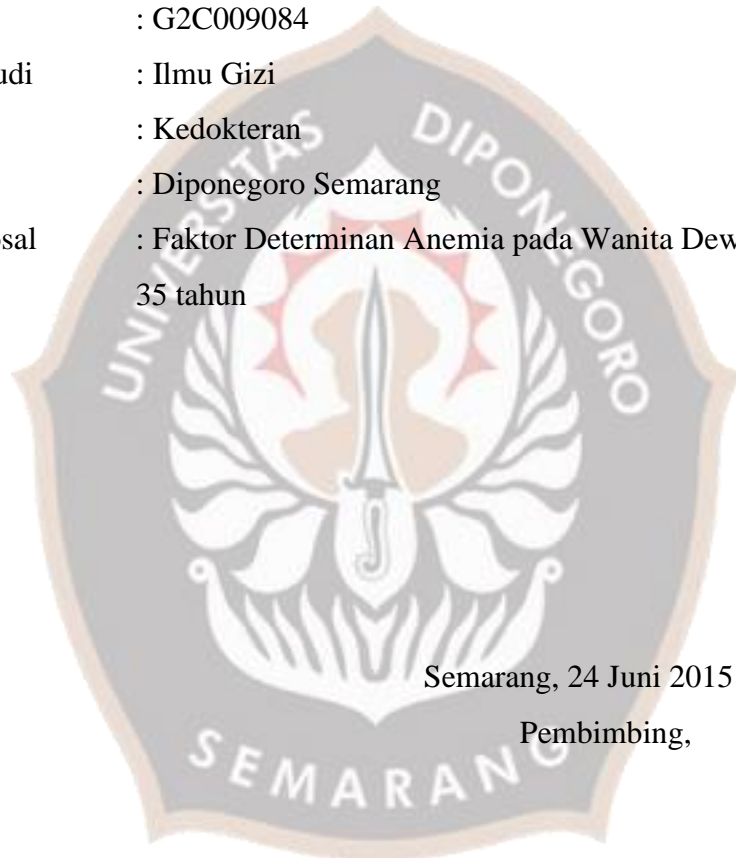 : G2C009084
udi : Ilmu Gizi
: Kedokteran
: Diponegoro Semarang
osal : Faktor Determinan Anemia pada Wanita Dew
35 tahun
UNIVERSITAS DIPONEGORO
Semarang, 24 Juni 2015
Pembimbing,
SEMARANG